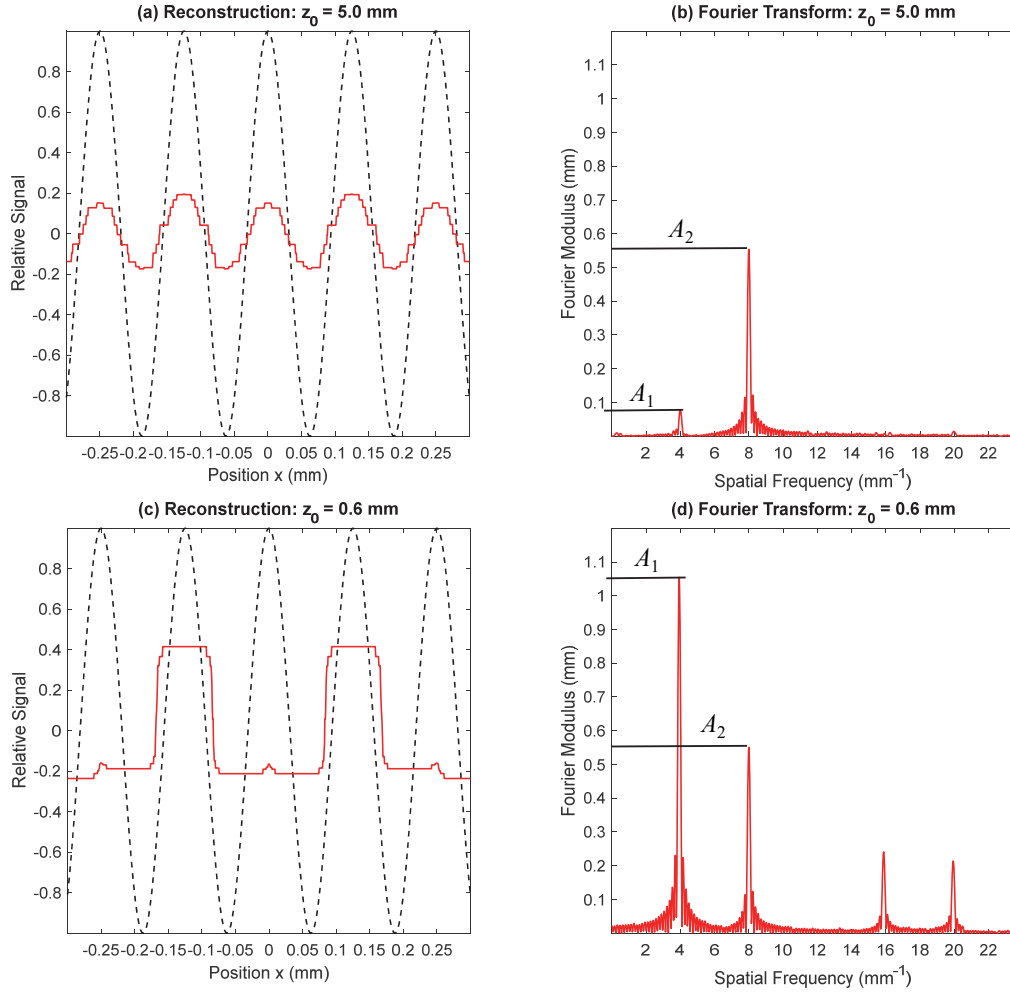 (a) Reconstruction: z0 = 5.0 mm
0.8
0.6
0.4
0.2
0
-0.2
-0.4
-0.6
-0.8
Relative Signal
-0.25 -0.2 -0.15 -0.1 -0.05 0 0.05 0.1 0.15 0.2 0.25
Position x (mm)
(b) Fourier Transform: z0 = 5.0 mm
1.1
1
0.9
0.8
0.7
0.6
0.5
0.4
0.3
0.2
0.1
Fourier Modulus (mm)
A2
A1
2 4 6 8 10 12 14 16 18 20 22
Spatial Frequency (mm-1)
(c) Reconstruction: z0 = 0.6 mm
0.8
0.6
0.4
0.2
0
-0.2
-0.4
-0.6
-0.8
Relative Signal
-0.25 -0.2 -0.15 -0.1 -0.05 0 0.05 0.1 0.15 0.2 0.25
Position x (mm)
(d) Fourier Transform: z0 = 0.6 mm
1.1
1
0.9
0.8
0.7
0.6
0.5
0.4
0.3
0.2
0.1
Fourier Modulus (mm)
A1
A2
2 4 6 8 10 12 14 16 18 20 22
Spatial Frequency (mm-1)